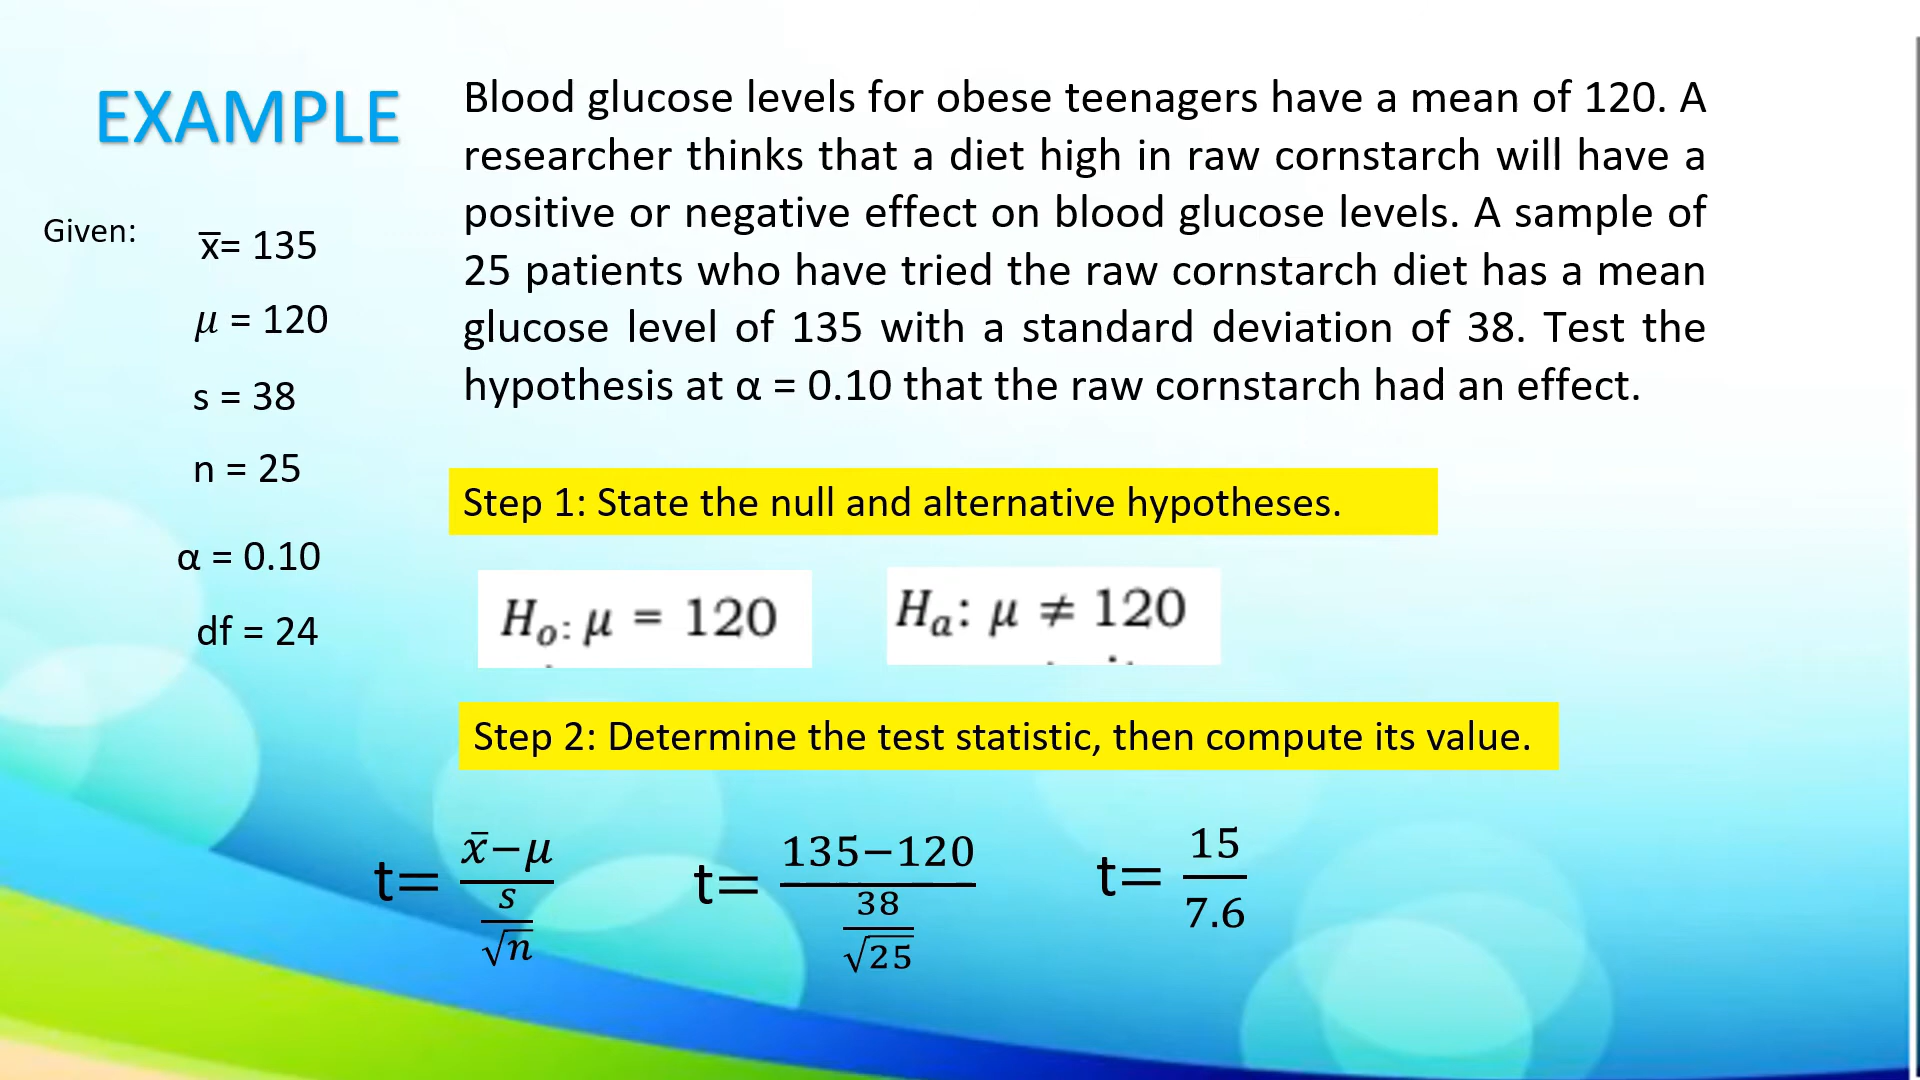 EXAMPLE
Blood glucose levels for obese teenagers have a mean of 120. A
researcher thinks that a diet high in raw cornstarch will have a
positive or negative effect on blood glucose levels. A sample of
25 patients who have tried the raw cornstarch diet has a mean
glucose level of 135 with a standard deviation of 38. Test the
hypothesis at α = 0.10 that the raw cornstarch had an effect.
Given:
x̅= 135
μ = 120
s = 38
n = 25
α = 0.10
df = 24
Step 1: State the null and alternative hypotheses.
Hₒ: μ = 120
Hₐ: μ ≠ 120
Step 2: Determine the test statistic, then compute its value.
t= (x̄−μ)/(s/√n)
t= (135−120)/(38/√25)
t= 15/7.6